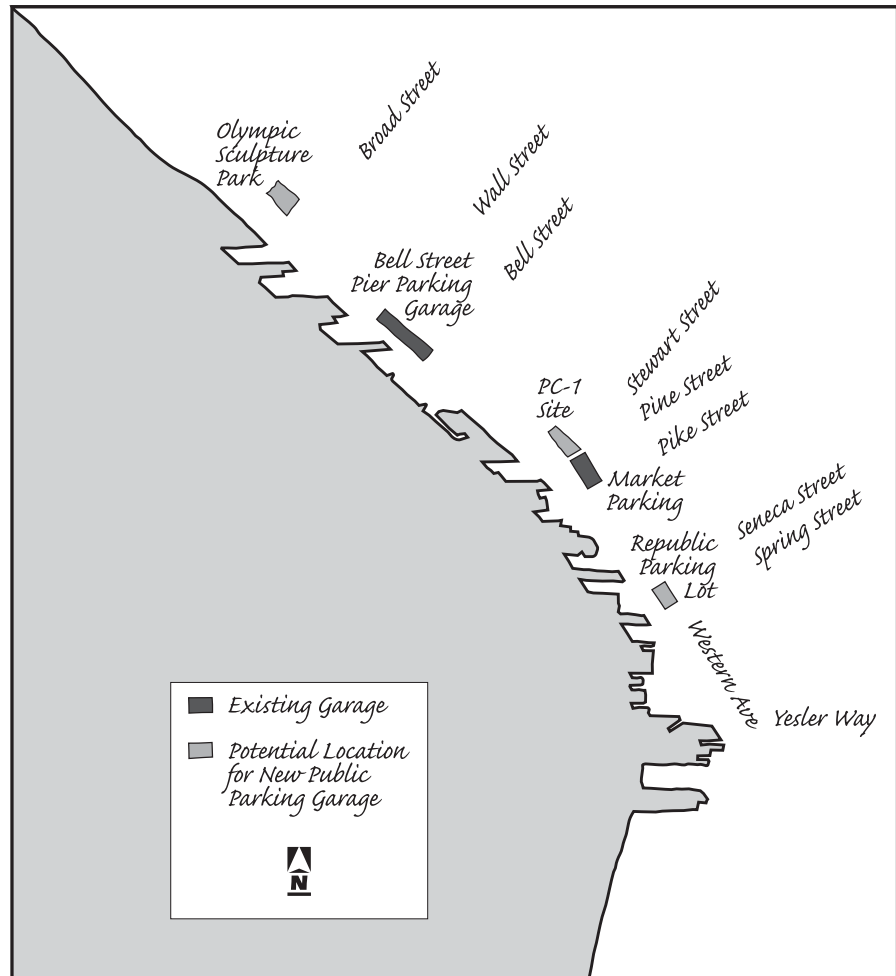 Broad Street
Olympic
Sculpture
Park
Wall Street
Bell Street
Bell Street
Pier Parking
Garage
Stewart Street
Pine Street
Pike Street
PC-1
Site
Market
Parking
Seneca Street
Spring Street
Republic
Parking
Lot
Western Ave
Yesler Way
Existing Garage
Potential Location
for New Public
Parking Garage
N